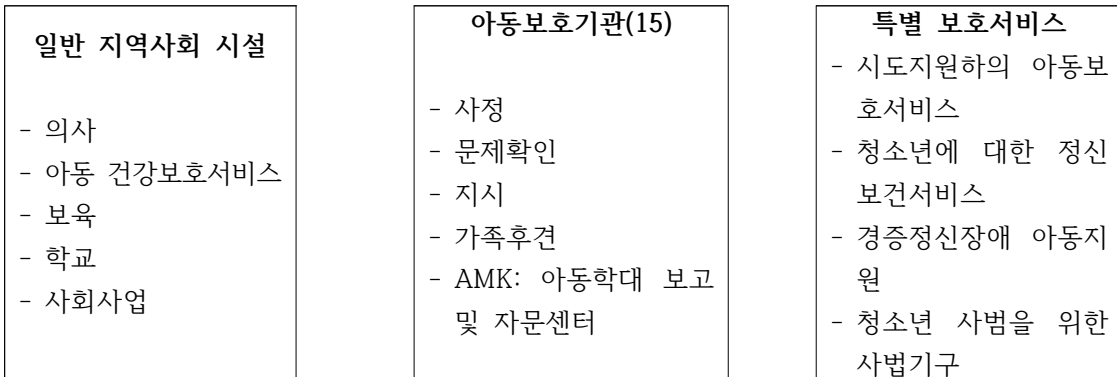 일반 지역사회 시설
- 의사
- 아동 건강보호서비스
- 보육
- 학교
- 사회사업
아동보호기관(15)
- 사정
- 문제확인
- 지시
- 가족후견
- AMK: 아동학대 보고
및 자문센터
특별 보호서비스
- 시도지원하의 아동보
호서비스
- 청소년에 대한 정신
보건서비스
- 경증정신장애 아동지
원
- 청소년 사범을 위한
사법기구